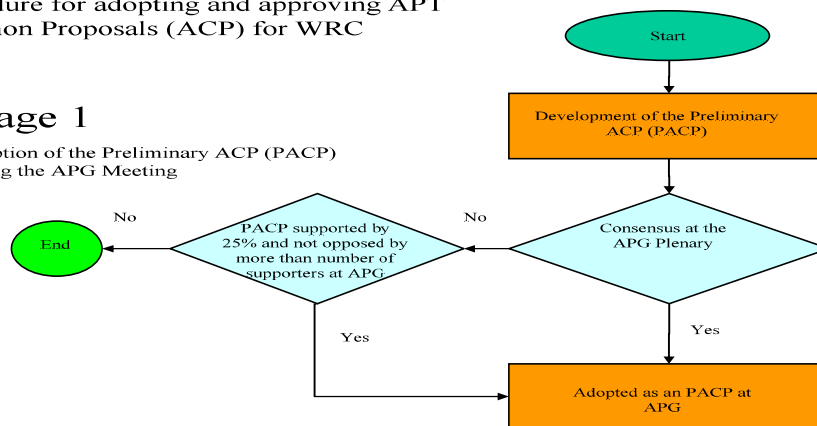 lure for adopting and approving APT
on Proposals (ACP) for WRC
Start
Development of the Preliminary
ACP (PACP)
age 1
ption of the Preliminary ACP (PACP)
g the APG Meeting
No
No
End
PACP supported by
25% and not opposed by
more than number of
supporters at APG
Consensus at the
APG Plenary
Yes
Yes
Adopted as an PACP at
APG